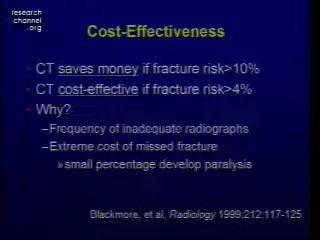 research
channel
.org
Cost-Effectiveness
CT saves money if fracture risk>10%
CT cost-effective if fracture risk>4%
Why?
–Frequency of inadequate radiographs
–Extreme cost of missed fracture
»small percentage develop paralysis
Blackmore, et al, Radiology 1999;212:117-125